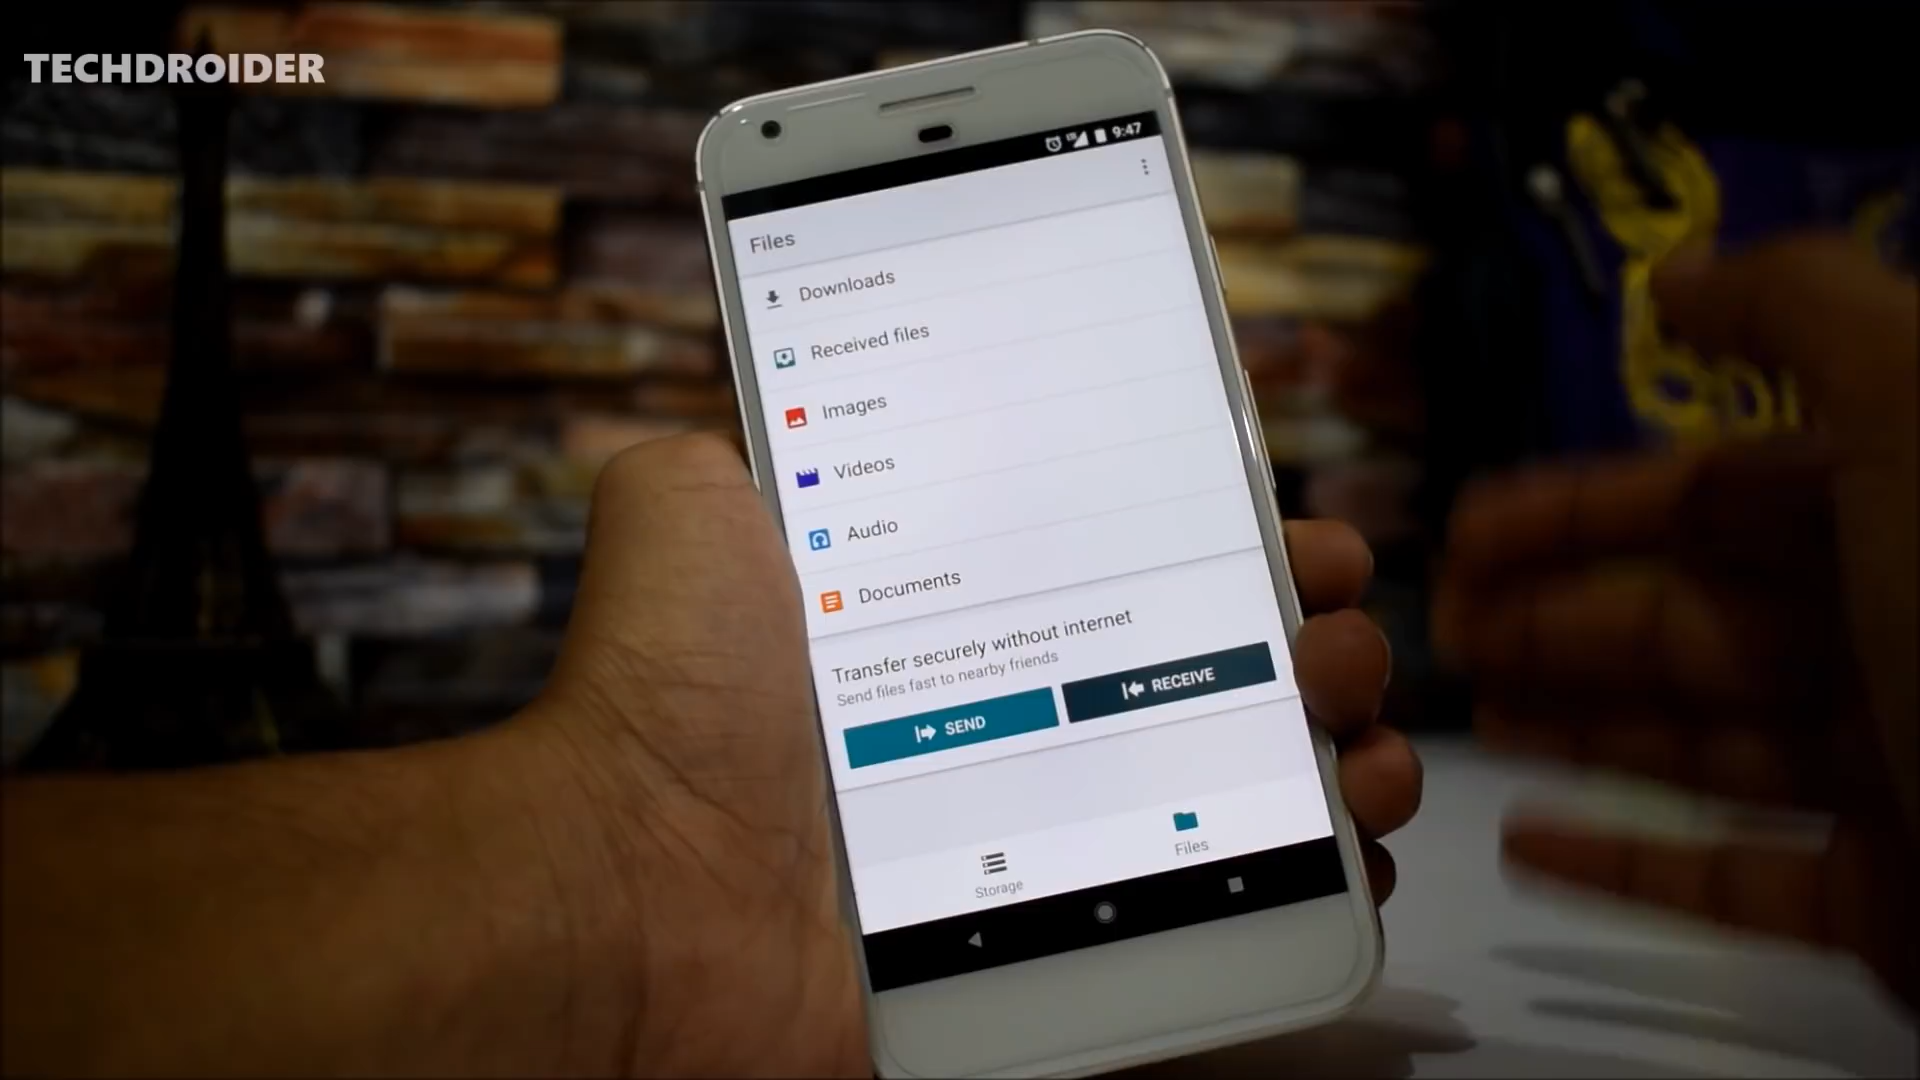 TECHDROIDER
9:47
Files
Downloads
Received files
Images
Videos
Audio
Documents
Transfer securely without internet
Send files fast to nearby friends
SEND
RECEIVE
Storage
Files